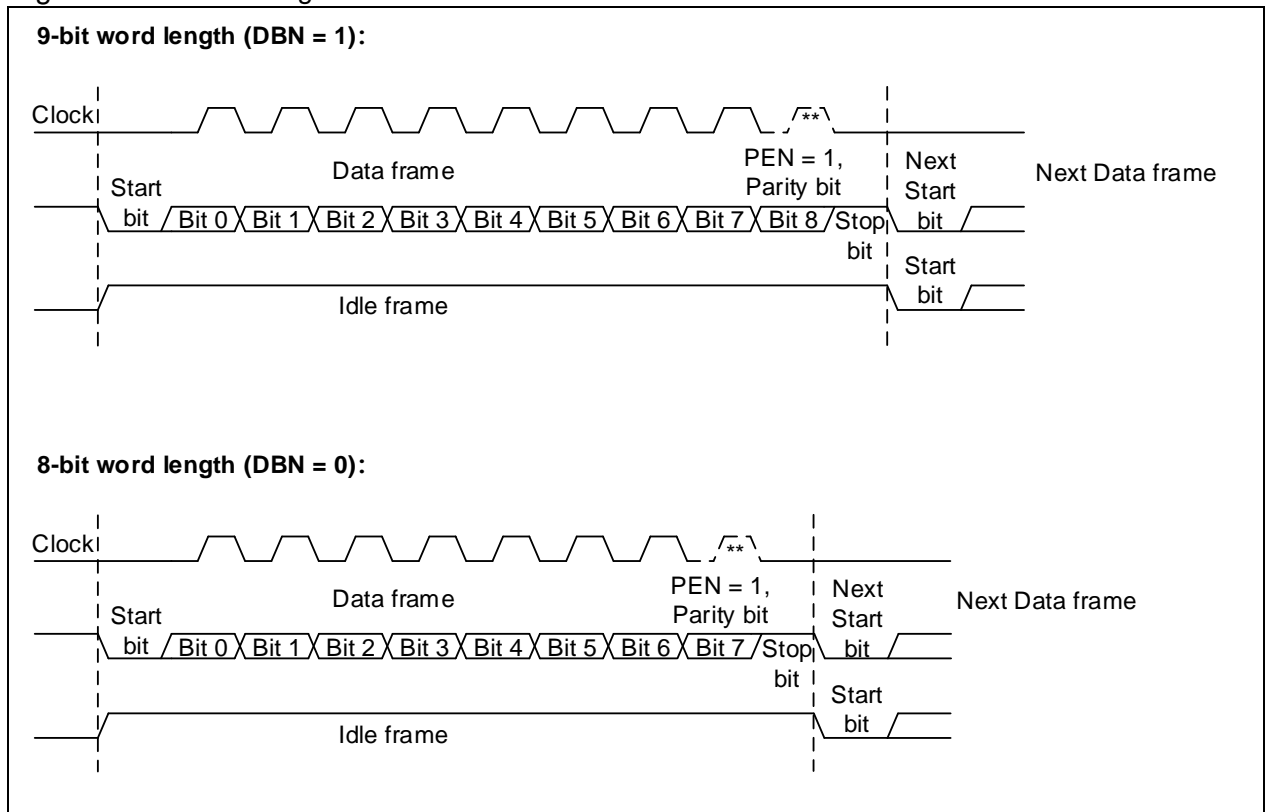 9-bit word length (DBN = 1):
Clock
**
Data frame
PEN = 1,
Parity bit
Next
Start
bit
Next Data frame
Start
bit
Bit 0
Bit 1
Bit 2
Bit 3
Bit 4
Bit 5
Bit 6
Bit 7
Bit 8
Stop
bit
Idle frame
Start
bit
8-bit word length (DBN = 0):
Clock
**
Data frame
PEN = 1,
Parity bit
Next
Start
bit
Next Data frame
Start
bit
Bit 0
Bit 1
Bit 2
Bit 3
Bit 4
Bit 5
Bit 6
Bit 7
Stop
bit
Idle frame
Start
bit